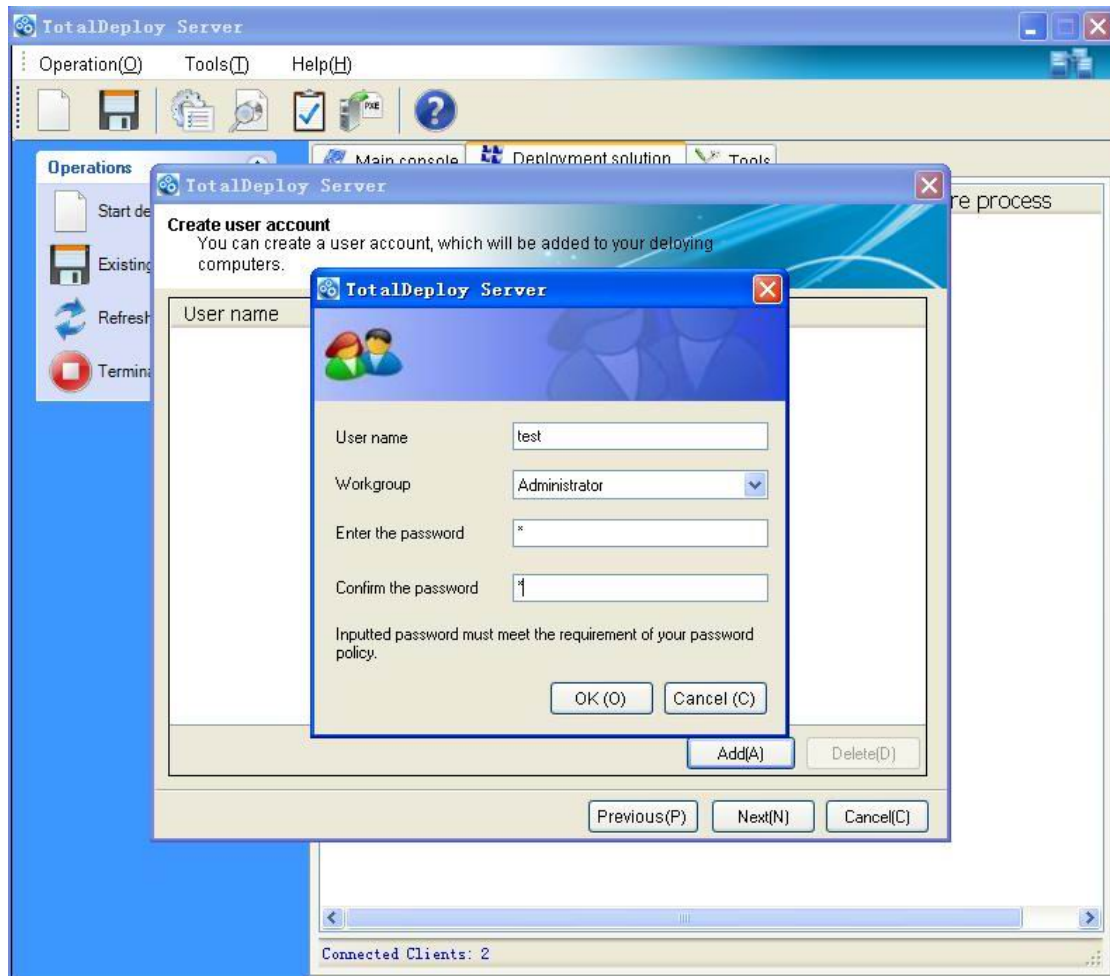 TotalDeploy Server
Operation(O) Tools(T) Help(H)
PXE
Operations
Main console Deployment solution Tools
Start de
Existing
Refresh
Termina
re process
TotalDeploy Server
Create user account
You can create a user account, which will be added to your deloying
computers.
User name
TotalDeploy Server
User name test
Workgroup Administrator
Enter the password *
Confirm the password *
Inputted password must meet the requirement of your password
policy.
OK (O) Cancel (C)
Add(A) Delete(D)
Previous(P) Next(N) Cancel(C)
Connected Clients: 2